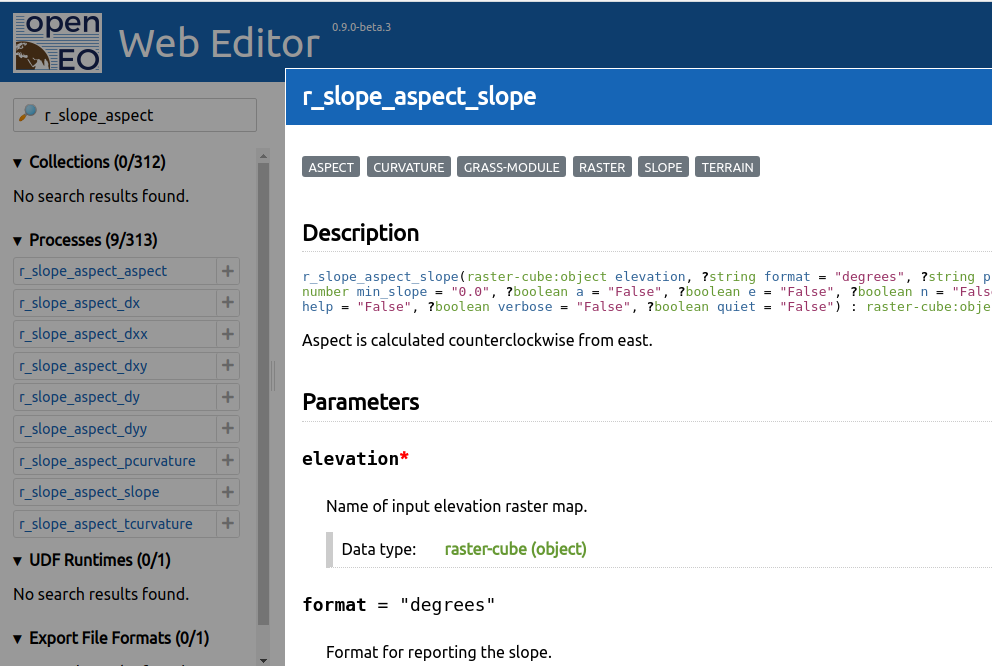 open
EO
Web Editor 0.9.0-beta.3
r_slope_aspect
▼ Collections (0/312)
No search results found.
▼ Processes (9/313)
r_slope_aspect_aspect +
r_slope_aspect_dx +
r_slope_aspect_dxx +
r_slope_aspect_dxy +
r_slope_aspect_dy +
r_slope_aspect_dyy +
r_slope_aspect_pcurvature +
r_slope_aspect_slope +
r_slope_aspect_tcurvature +
▼ UDF Runtimes (0/1)
No search results found.
▼ Export File Formats (0/1)
r_slope_aspect_slope
ASPECT CURVATURE GRASS-MODULE RASTER SLOPE TERRAIN
Description
r_slope_aspect_slope(raster-cube:object elevation, ?string format = "degrees", ?string p
number min_slope = "0.0", ?boolean a = "False", ?boolean e = "False", ?boolean n = "Fals
help = "False", ?boolean verbose = "False", ?boolean quiet = "False") : raster-cube:obje
Aspect is calculated counterclockwise from east.
Parameters
elevation*
Name of input elevation raster map.
Data type: raster-cube (object)
format = "degrees"
Format for reporting the slope.